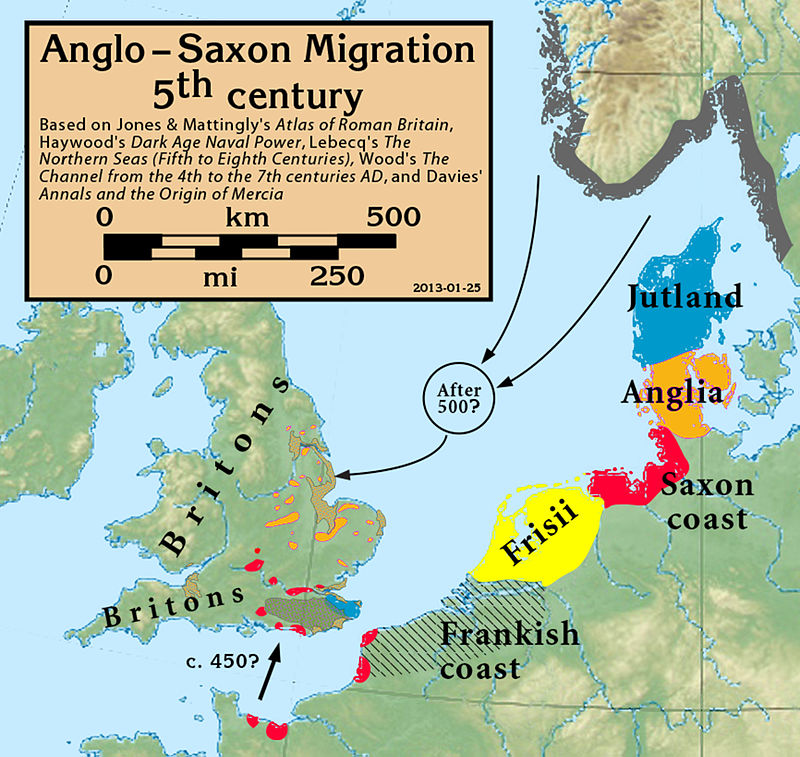 Anglo – Saxon Migration
5th century
Based on Jones & Mattingly's Atlas of Roman Britain,
Haywood's Dark Age Naval Power, Lebecq's The
Northern Seas (Fifth to Eighth Centuries), Wood's The
Channel from the 4th to the 7th centuries AD, and Davies'
Annals and the Origin of Mercia
0 km 500
0 mi 250
2013-01-25
Jutland
Anglia
After
500?
Britons
Saxon
coast
Frisii
Britons
Frankish
coast
c. 450?